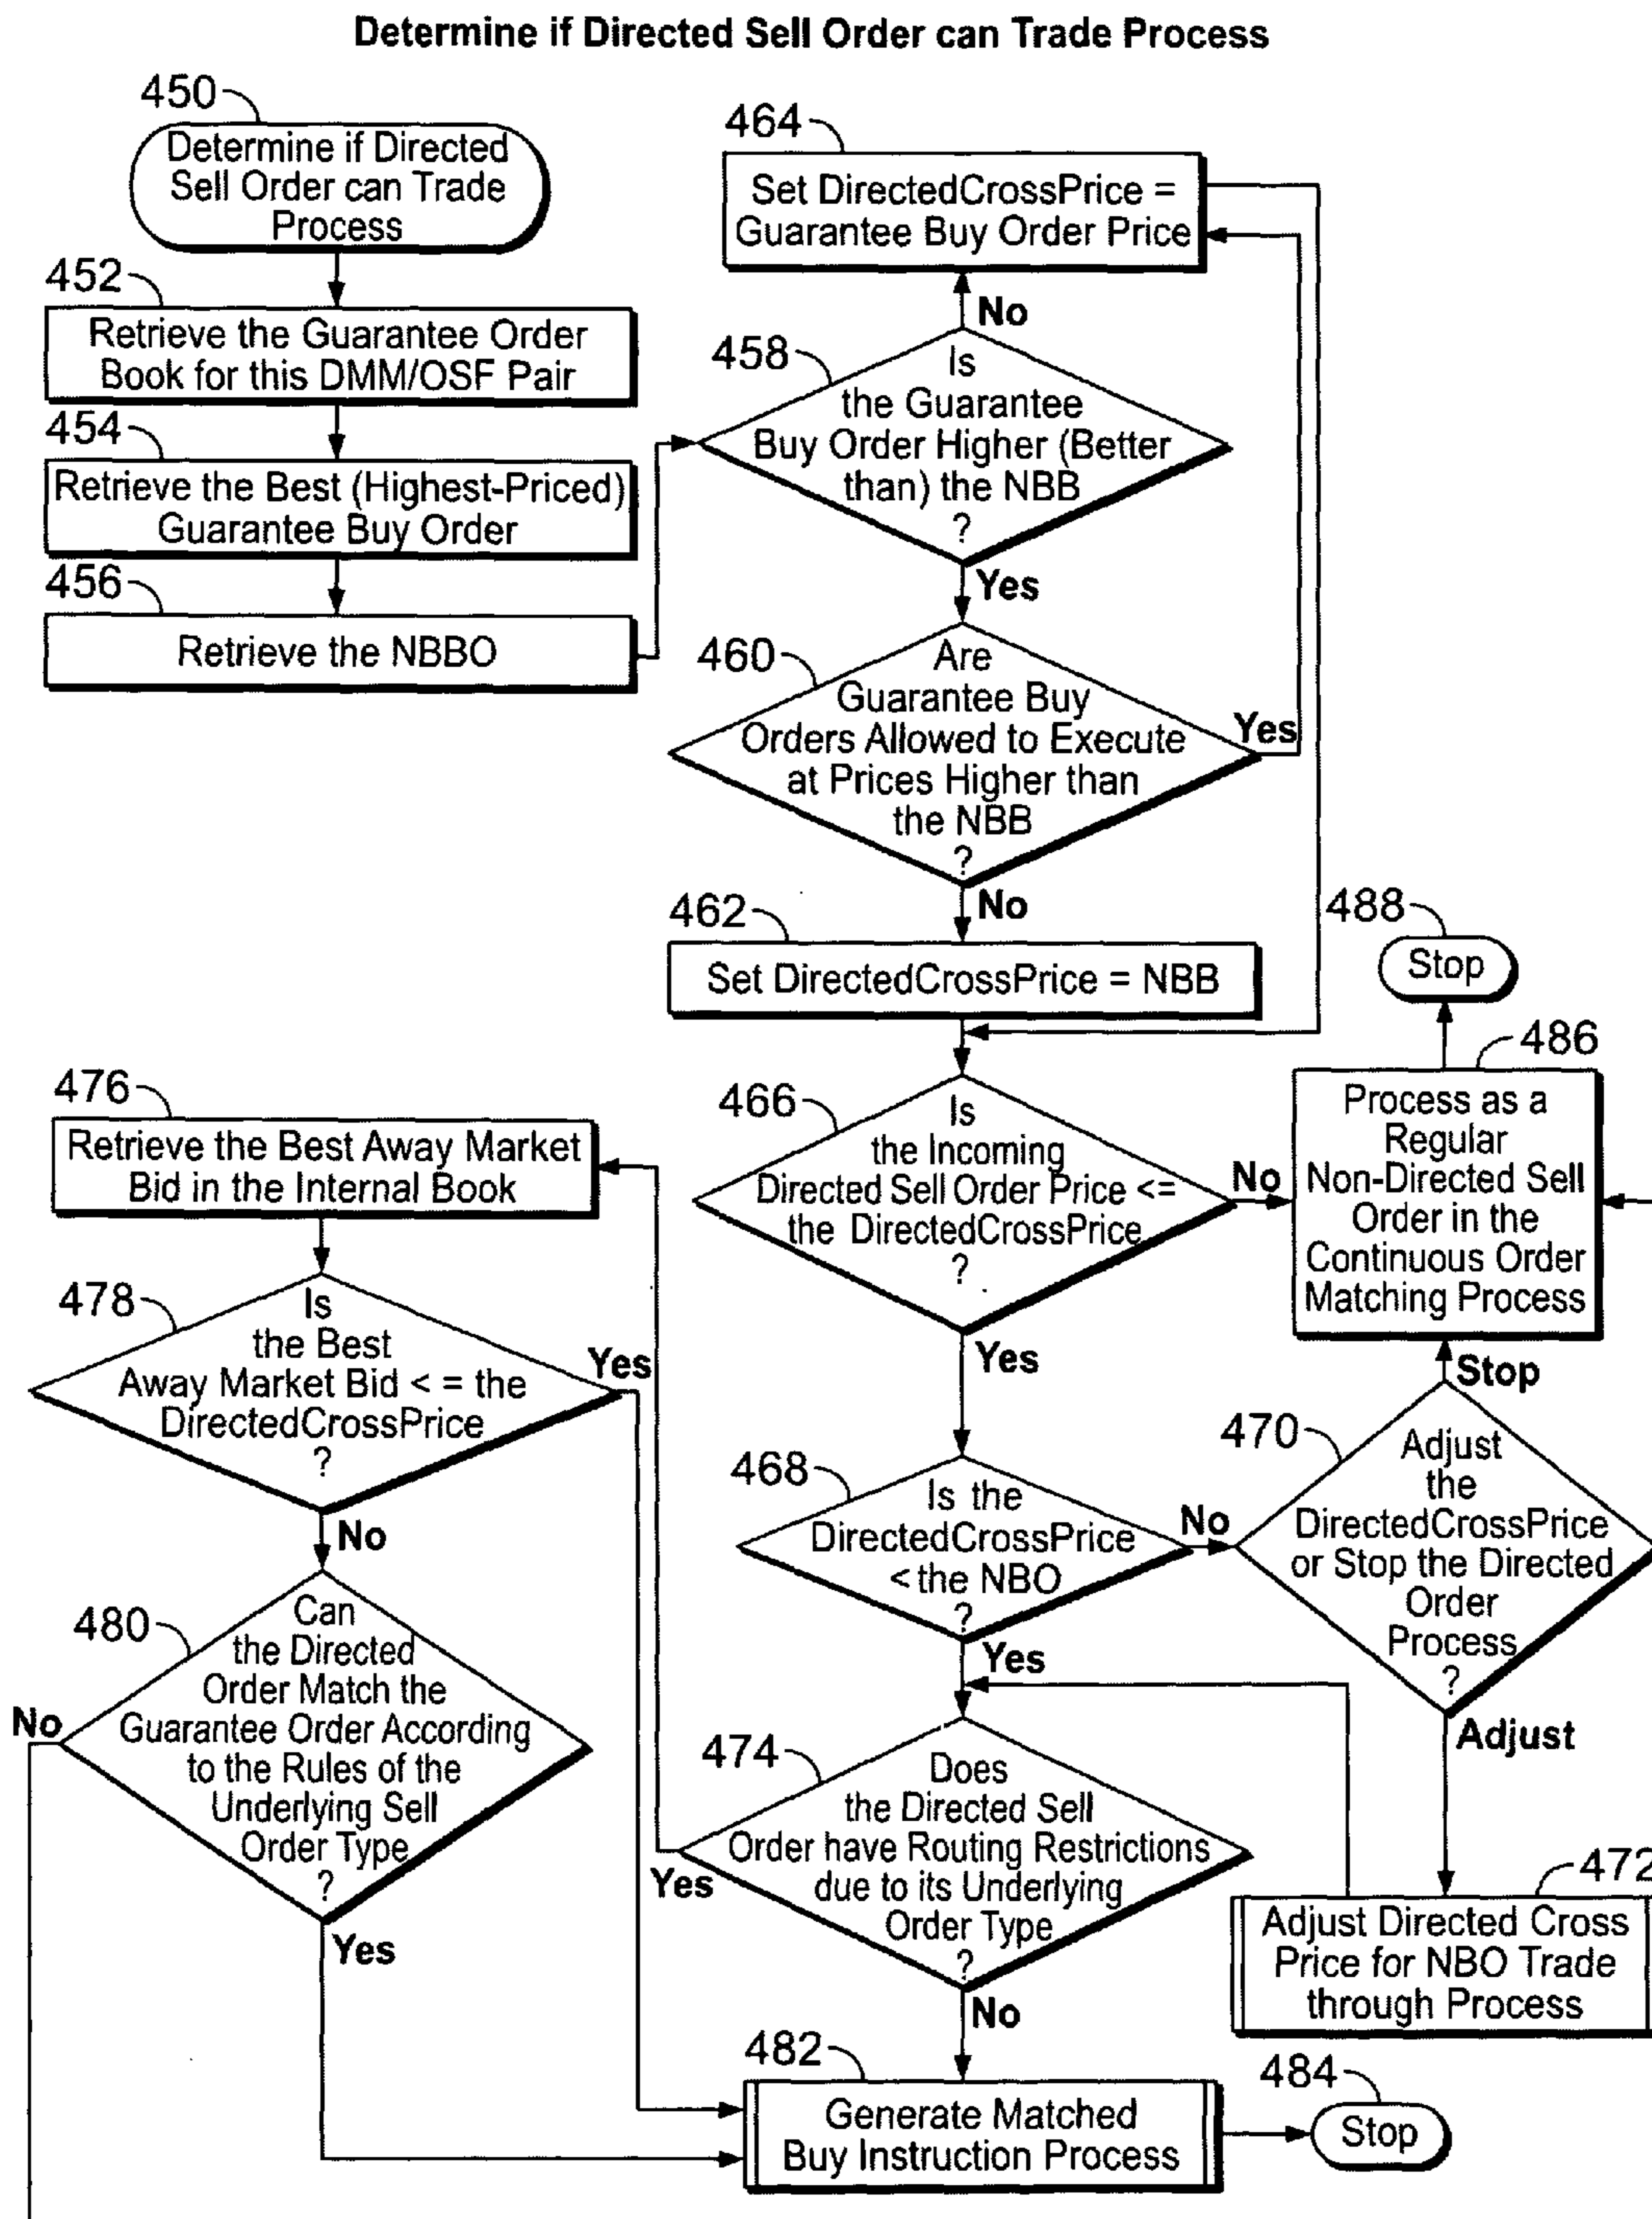 Determine if Directed Sell Order can Trade Process
450
Determine if Directed
Sell Order can Trade
Process
452
Retrieve the Guarantee Order
Book for this DMM/OSF Pair
454
Retrieve the Best (Highest-Priced)
Guarantee Buy Order
456
Retrieve the NBBO
464
Set DirectedCrossPrice =
Guarantee Buy Order Price
No
458
Is
the Guarantee
Buy Order Higher (Better
than) the NBB
?
Yes
460
Are
Guarantee Buy
Orders Allowed to Execute
at Prices Higher than
the NBB
?
Yes
No
462
Set DirectedCrossPrice = NBB
488
Stop
486
Process as a
Regular
Non-Directed Sell
Order in the
Continuous Order
Matching Process
466
Is
the Incoming
Directed Sell Order Price <=
the DirectedCrossPrice
?
No
Yes
476
Retrieve the Best Away Market
Bid in the Internal Book
478
Is
the Best
Away Market Bid < = the
DirectedCrossPrice
?
Yes
No
468
Is the
DirectedCrossPrice
< the NBO
?
No
Yes
470
Adjust
the
DirectedCrossPrice
or Stop the Directed
Order
Process
?
Stop
Adjust
480
Can
the Directed
Order Match the
Guarantee Order According
to the Rules of the
Underlying Sell
Order Type
?
No
Yes
474
Does
the Directed Sell
Order have Routing Restrictions
due to its Underlying
Order Type
?
Yes
No
472
Adjust Directed Cross
Price for NBO Trade
through Process
482
Generate Matched
Buy Instruction Process
484
Stop